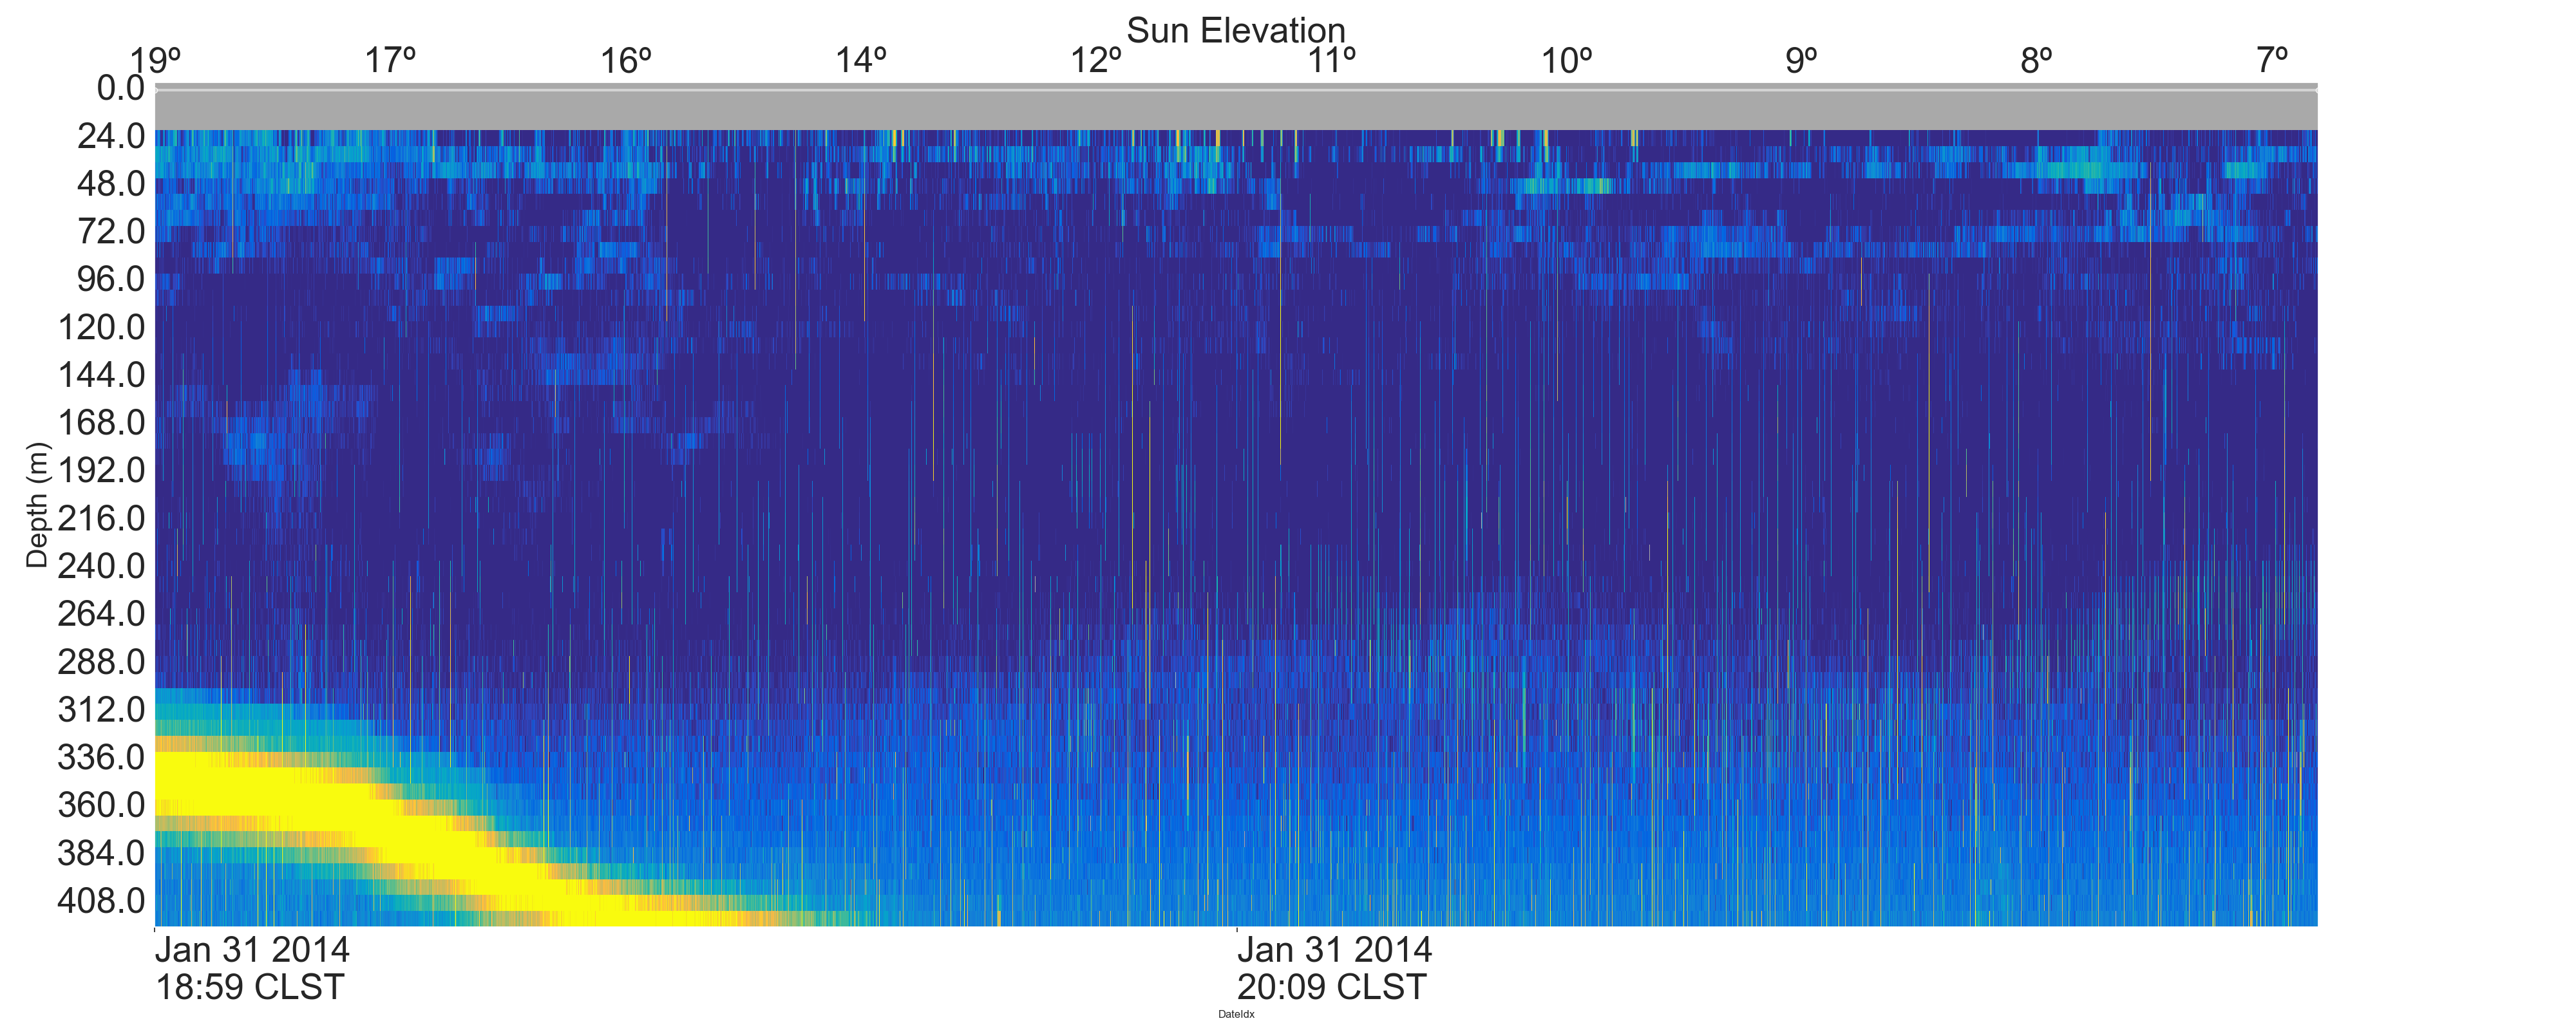 Sun Elevation
19º 17º 16º 14º 12º 11º 10º 9º 8º 7º
0.0
24.0
48.0
72.0
96.0
120.0
144.0
168.0
192.0
216.0
240.0
264.0
288.0
312.0
336.0
360.0
384.0
408.0
Depth (m)
Jan 31 2014
18:59 CLST
Jan 31 2014
20:09 CLST
DateIdx